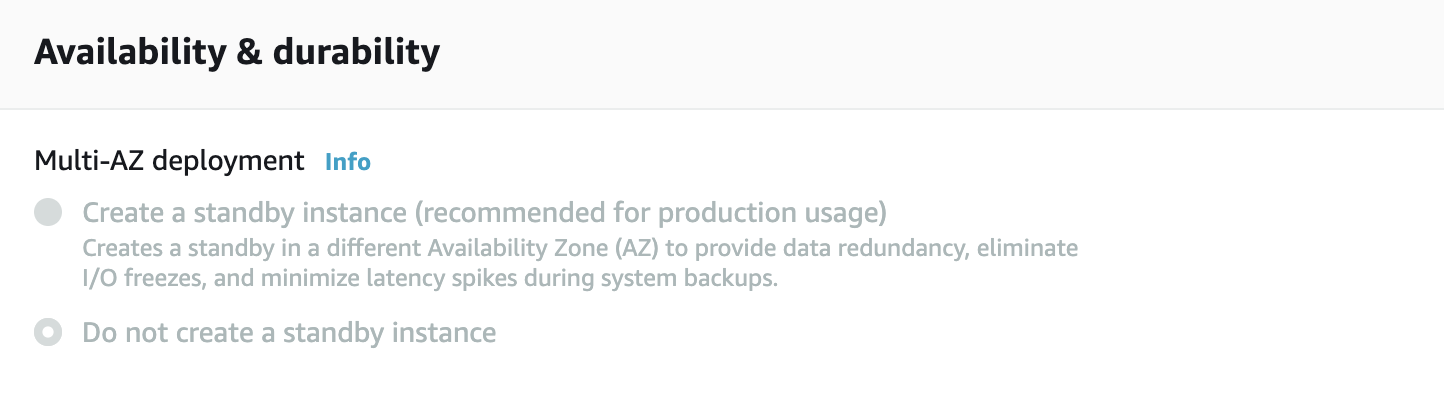 Availability & durability
Multi-AZ deployment Info
Create a standby instance (recommended for production usage)
Creates a standby in a different Availability Zone (AZ) to provide data redundancy, eliminate
I/O freezes, and minimize latency spikes during system backups.
Do not create a standby instance